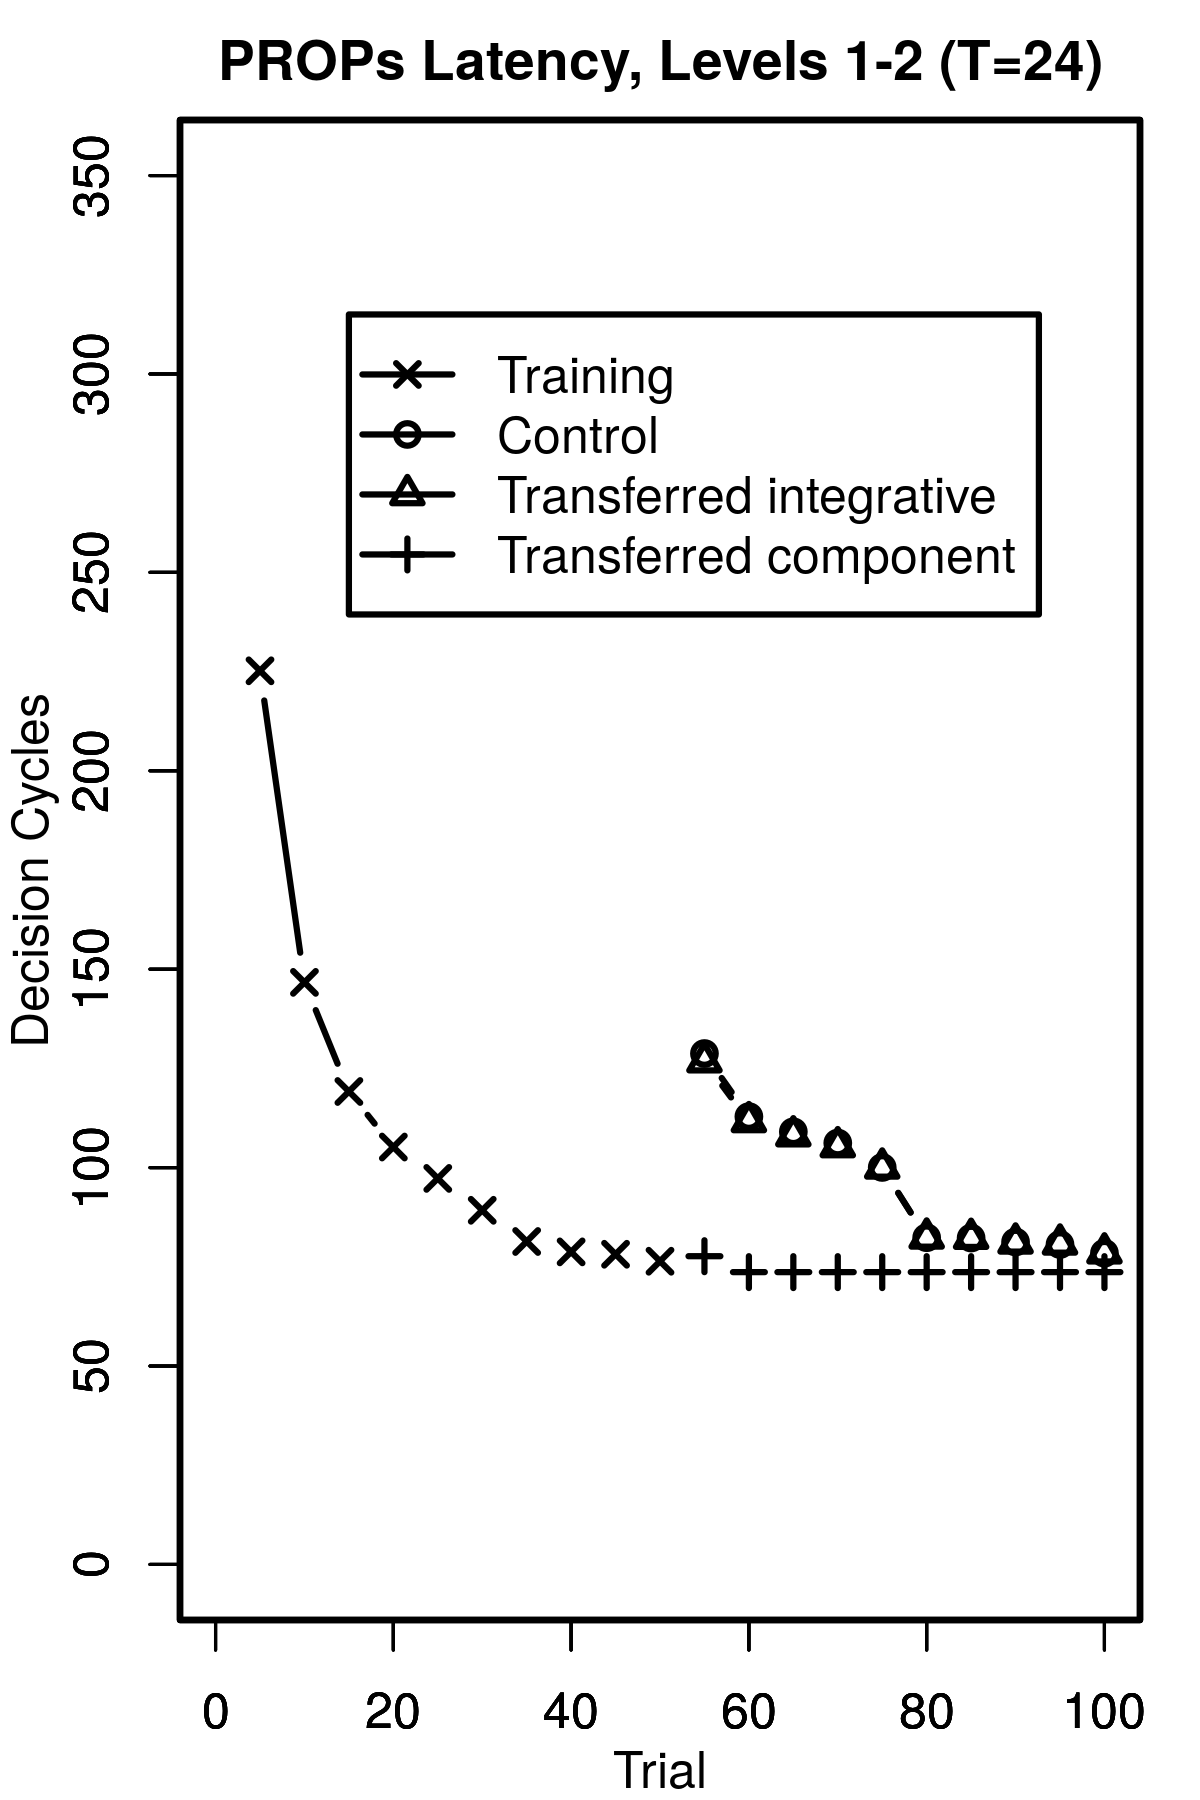 PROPs Latency, Levels 1-2 (T=24)
350
300
250
200
150
100
50
0
Decision Cycles
Training
Control
Transferred integrative
Transferred component
0 20 40 60 80 100
Trial